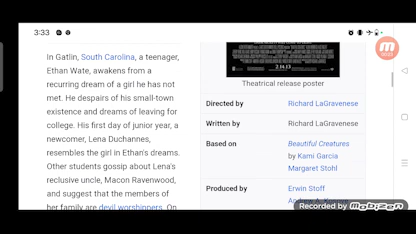 3:33
2.14.13
Theatrical release poster
In Gatlin, South Carolina, a teenager,
Ethan Wate, awakens from a
recurring dream of a girl he has not
met. He despairs of his small-town
existence and dreams of leaving for
college. His first day of junior year, a
newcomer, Lena Duchannes,
resembles the girl in Ethan's dreams.
Other students gossip about Lena's
reclusive uncle, Macon Ravenwood,
and suggest that the members of
her family are devil worshippers. On
Directed by Richard LaGravenese
Written by Richard LaGravenese
Based on Beautiful Creatures
by Kami Garcia
Margaret Stohl
Produced by Erwin Stoff
Recorded by mobizen